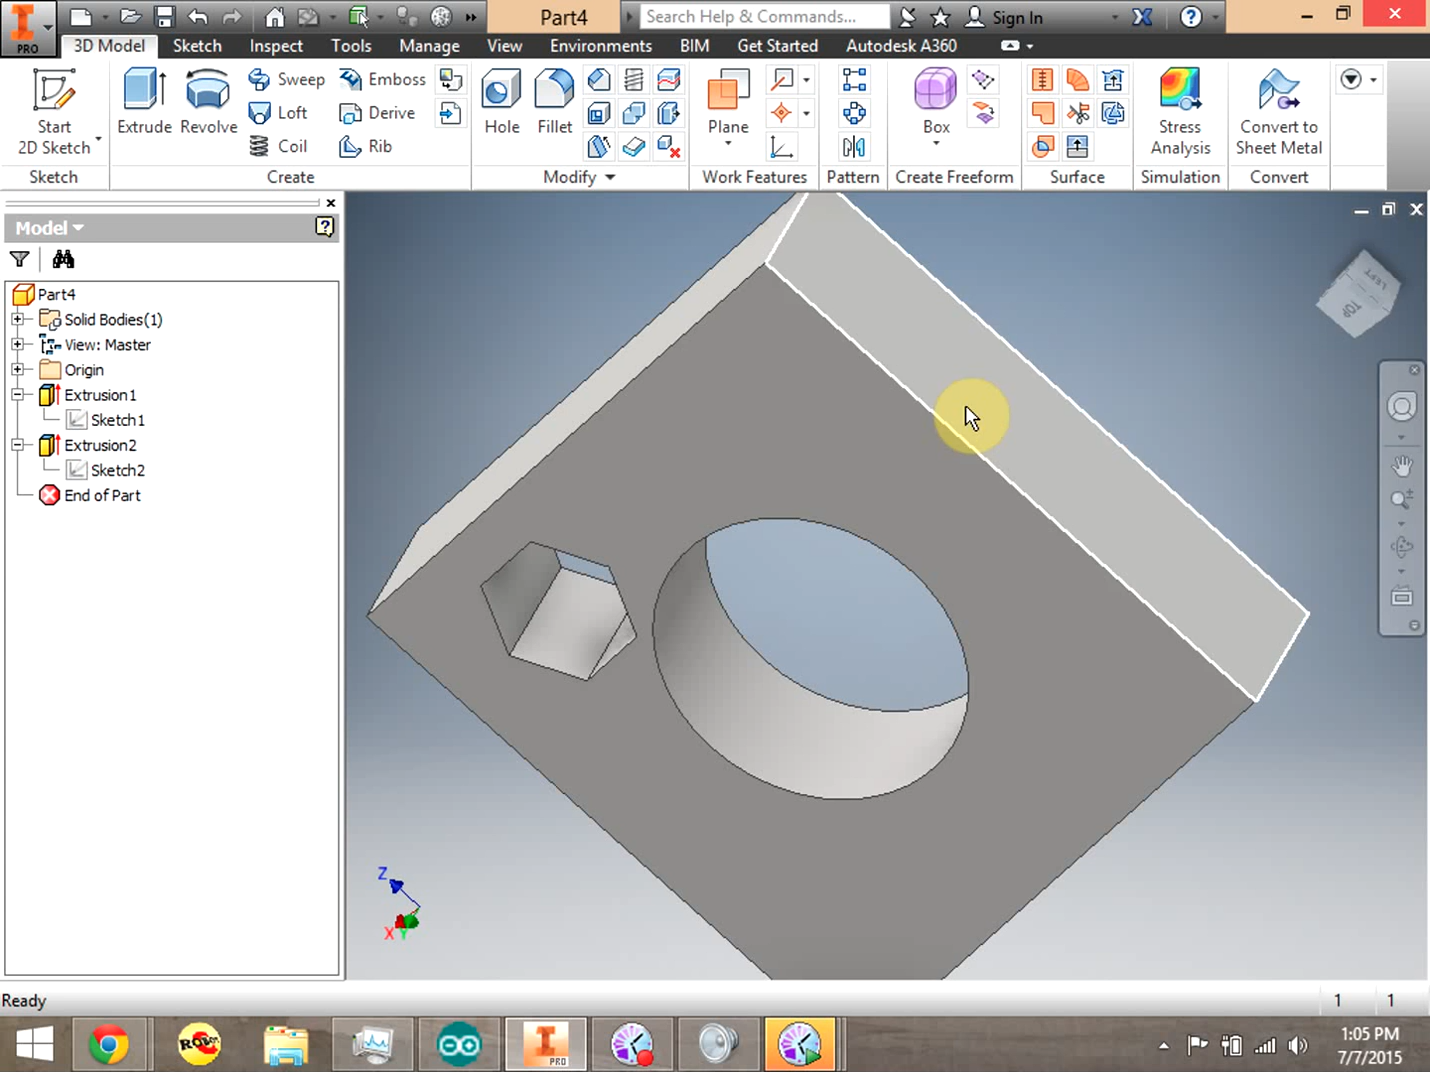 Part4
Search Help & Commands...
Sign In
PRO
3D Model
Sketch
Inspect
Tools
Manage
View
Environments
BIM
Get Started
Autodesk A360
Start
2D Sketch
Extrude
Revolve
Sweep
Loft
Coil
Emboss
Derive
Rib
Hole
Fillet
Plane
Box
Stress
Analysis
Convert to
Sheet Metal
Sketch
Create
Modify
Work Features
Pattern
Create Freeform
Surface
Simulation
Convert
Model
Part4
Solid Bodies(1)
View: Master
Origin
Extrusion1
Sketch1
Extrusion2
Sketch2
End of Part
LEFT
TOP
Z
X
Y
Ready
1
1
ROBOT
PRO
1:05 PM
7/7/2015